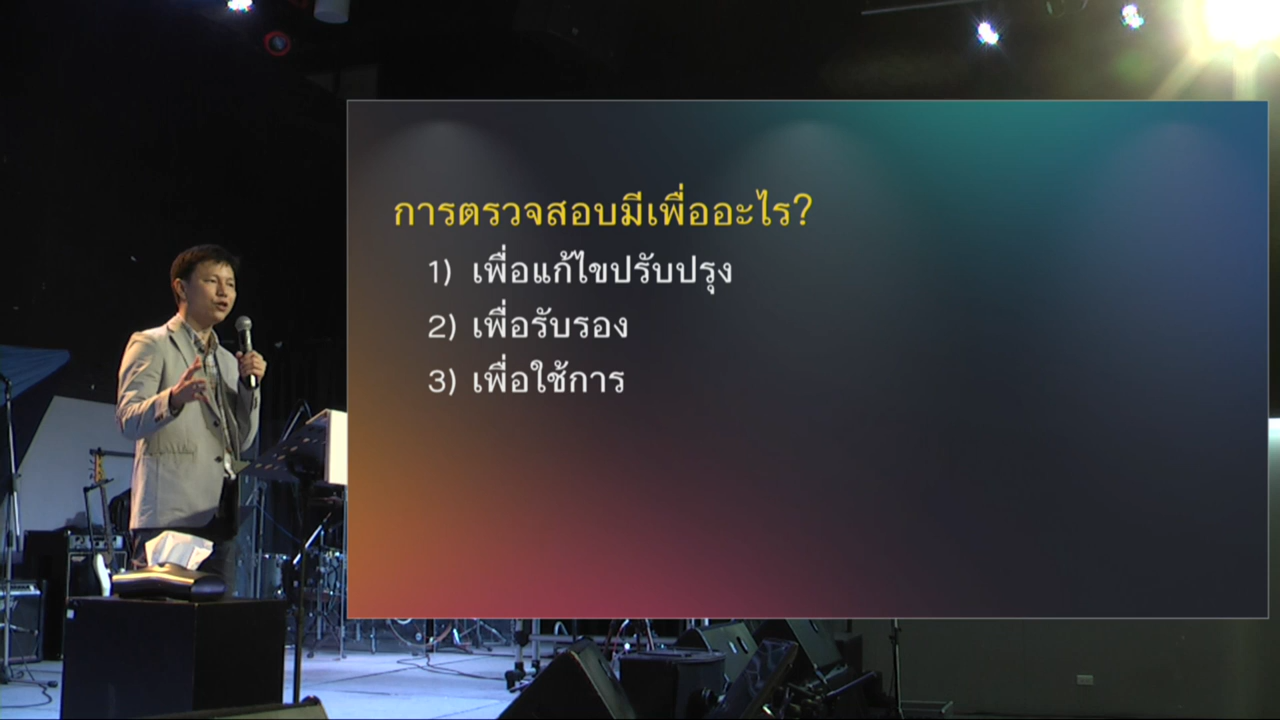 การตรวจสอบมีเพื่ออะไร?
1) เพื่อแก้ไขปรับปรุง
2) เพื่อรับรอง
3) เพื่อใช้การ